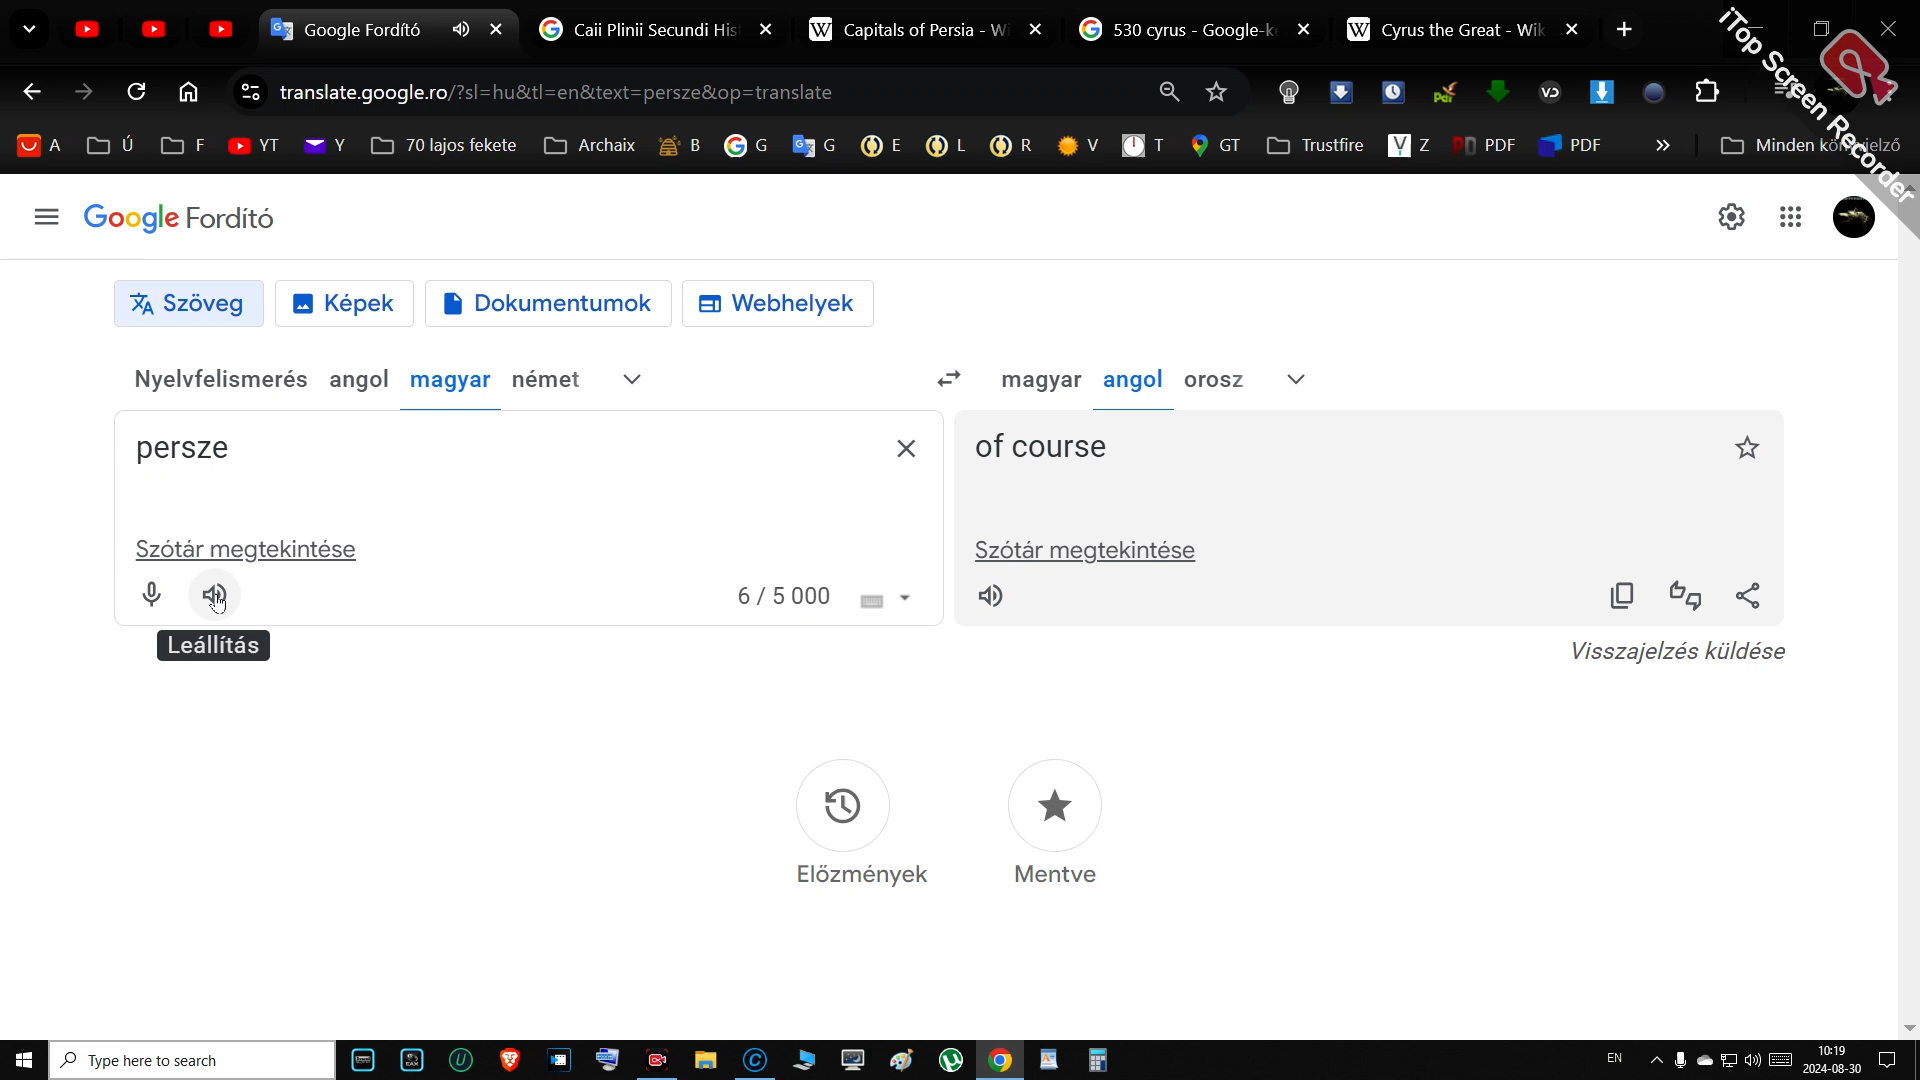 Google Fordító
Caii Plinii Secundi His
Capitals of Persia - W
530 cyrus - Google-k
Cyrus the Great - Wik
translate.google.ro/?sl=hu&tl=en&text=persze&op=translate
iTop Screen Recorder
A
Ú
F
YT
Y
70 lajos fekete
Archaix
B
G
G
E
L
R
V
T
GT
Trustfire
Z
PDF
PDF
»
Minden
Google Fordító
Szöveg
Képek
Dokumentumok
Webhelyek
Nyelvfelismerés angol magyar német
magyar angol orosz
persze
of course
Szótár megtekintése
Szótár megtekintése
6 / 5 000
Leállítás
Visszajelzés küldése
Előzmények
Mentve
Type here to search
EN
10:19
2024-08-30